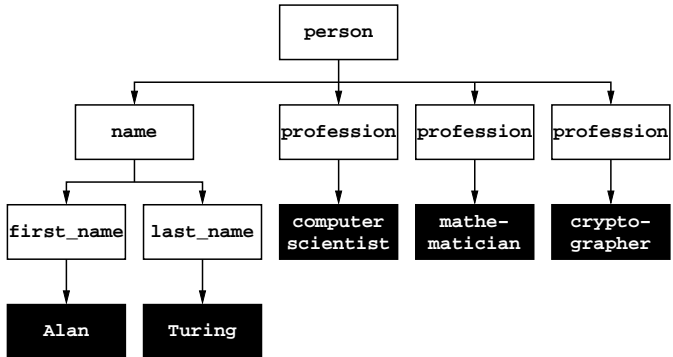 person
name
profession
profession
profession
first_name
last_name
computer
scientist
mathe-
matician
crypto-
grapher
Alan
Turing